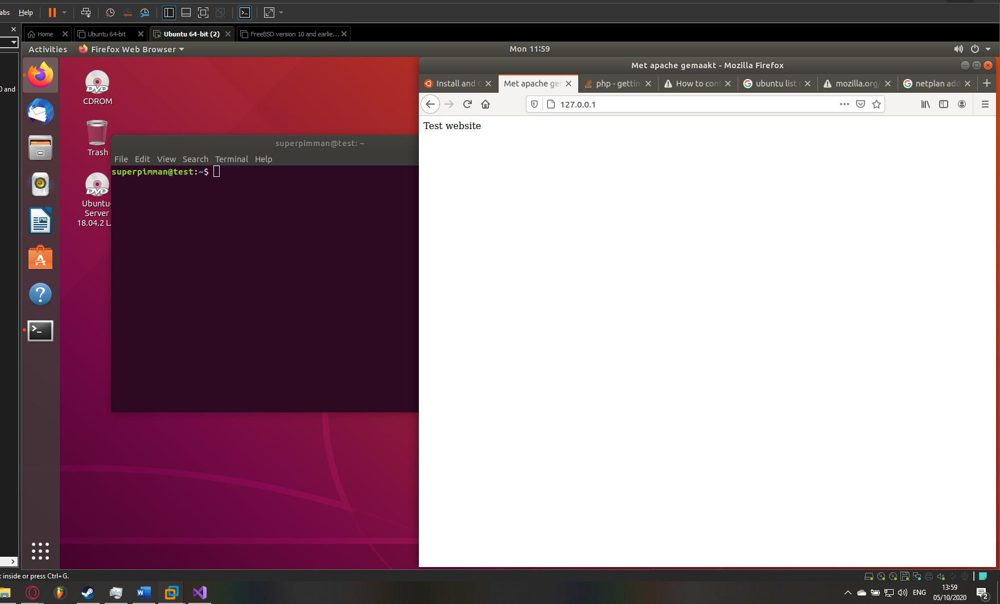 abs Help
Home
Ubuntu 64-bit
Ubuntu 64-bit (2)
FreeBSD version 10 and earlie...
Activities
Firefox Web Browser
Mon 11:59
0 and
Met apache gemaakt - Mozilla Firefox
Install and C
Met apache ger
php - getting
How to conf
ubuntu list
mozilla.org/
netplan add
127.0.0.1
Test website
CDROM
Trash
Ubuntu-
Server
18.04.2 L.
superpimman@test: ~
File Edit View Search Terminal Help
superpimman@test:~$
inside or press Ctrl+G.
ENG
13:59
05/10/2020
2